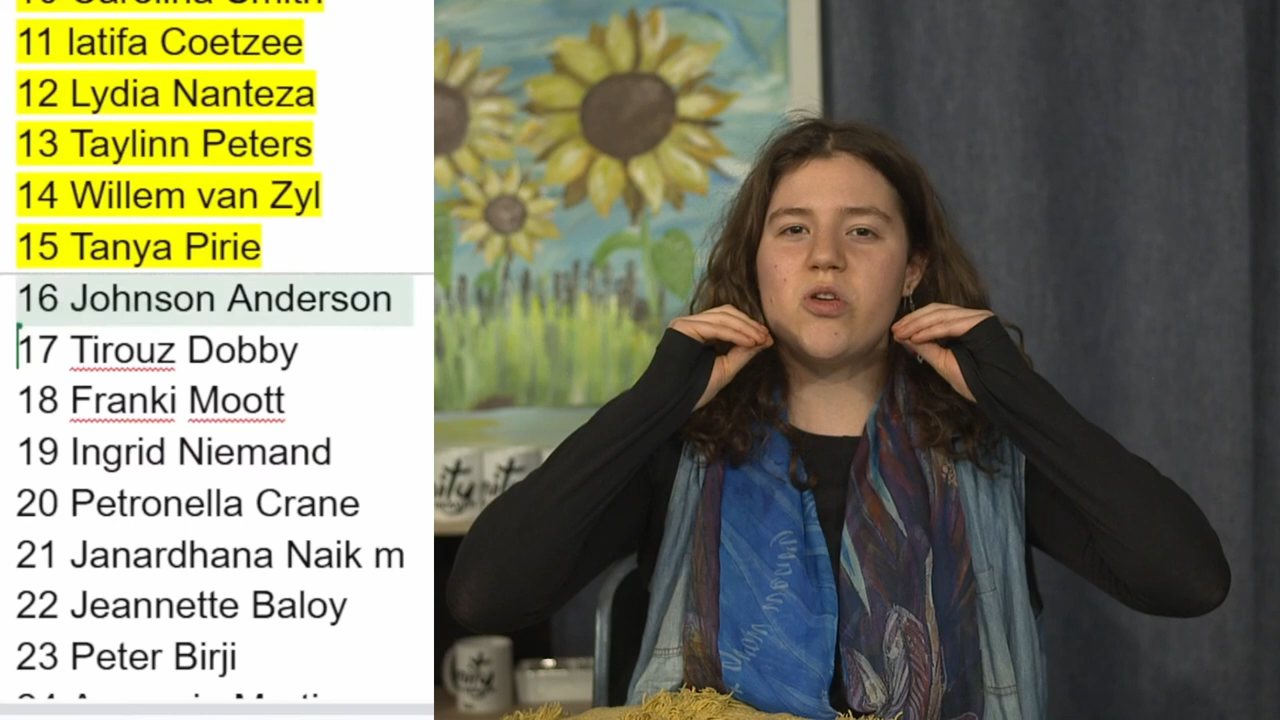 11 latifa Coetzee
12 Lydia Nanteza
13 Taylinn Peters
14 Willem van Zyl
15 Tanya Pirie
16 Johnson Anderson
17 Tirouz Dobby
18 Franki Moott
19 Ingrid Niemand
20 Petronella Crane
21 Janardhana Naik m
22 Jeannette Baloy
23 Peter Birji